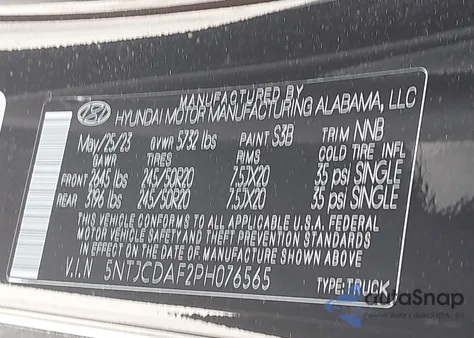 MANUFACTURED BY
HYUNDAI MOTOR MANUFACTURING ALABAMA, LLC
May/25/23 GVWR 5732 lbs PAINT S3B TRIM NNB
GAWR TIRES RIMS COLD TIRE INFL
FRONT 2645 lbs 245/50R20 7.5JX20 35 psi SINGLE
REAR 3196 lbs 245/50R20 7.5JX20 35 psi SINGLE
THIS VEHICLE CONFORMS TO ALL APPLICABLE U.S.A. FEDERAL
MOTOR VEHICLE SAFETY AND THEFT PREVENTION STANDARDS
IN EFFECT ON THE DATE OF MANUFACTURE SHOWN ABOVE.
V.I.N 5NTJCDAF2PH076565 TYPE:TRUCK
autoSnap